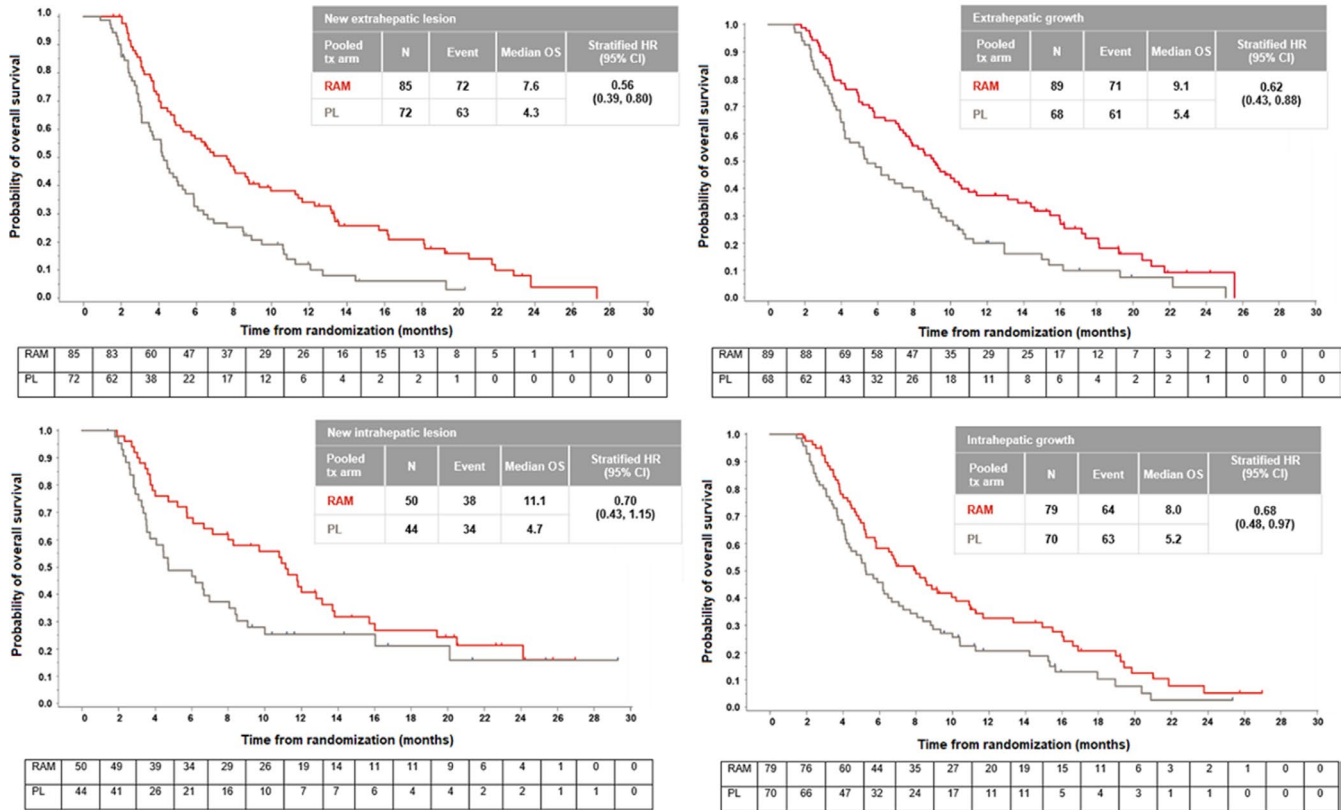 New extrahepatic lesion
Pooled tx arm N Event Median OS Stratified HR (95% CI)
RAM 85 72 7.6 0.56 (0.39, 0.80)
PL 72 63 4.3
Probability of overall survival
1.0
0.9
0.8
0.7
0.6
0.5
0.4
0.3
0.2
0.1
0.0
0 2 4 6 8 10 12 14 16 18 20 22 24 26 28 30
Time from randomization (months)
RAM 85 83 60 47 37 29 26 16 15 13 8 5 1 1 0 0
PL 72 62 38 22 17 12 6 4 2 2 1 0 0 0 0 0
Extrahepatic growth
Pooled tx arm N Event Median OS Stratified HR (95% CI)
RAM 89 71 9.1 0.62 (0.43, 0.88)
PL 68 61 5.4
Probability of overall survival
1.0
0.9
0.8
0.7
0.6
0.5
0.4
0.3
0.2
0.1
0.0
0 2 4 6 8 10 12 14 16 18 20 22 24 26 28 30
Time from randomization (months)
RAM 89 88 69 58 47 35 29 25 17 12 7 3 2 0 0 0
PL 68 62 43 32 26 18 11 8 6 4 2 2 1 0 0 0
New intrahepatic lesion
Pooled tx arm N Event Median OS Stratified HR (95% CI)
RAM 50 38 11.1 0.70 (0.43, 1.15)
PL 44 34 4.7
Probability of overall survival
1.0
0.9
0.8
0.7
0.6
0.5
0.4
0.3
0.2
0.1
0.0
0 2 4 6 8 10 12 14 16 18 20 22 24 26 28 30
Time from randomization (months)
RAM 50 49 39 34 29 26 19 14 11 11 9 6 4 1 0 0
PL 44 41 26 21 16 10 7 7 6 4 4 2 2 1 1 0
Intrahepatic growth
Pooled tx arm N Event Median OS Stratified HR (95% CI)
RAM 79 64 8.0 0.68 (0.48, 0.97)
PL 70 63 5.2
Probability of overall survival
1.0
0.9
0.8
0.7
0.6
0.5
0.4
0.3
0.2
0.1
0.0
0 2 4 6 8 10 12 14 16 18 20 22 24 26 28 30
Time from randomization (months)
RAM 79 76 60 44 35 27 20 19 15 11 6 3 2 1 0 0
PL 70 66 47 32 24 17 11 11 5 4 3 1 1 0 0 0